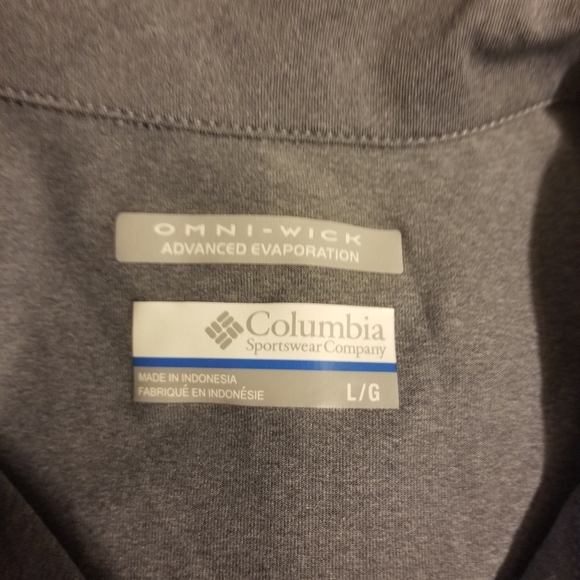 OMNI-WICK
ADVANCED EVAPORATION
Columbia
Sportswear Company
MADE IN INDONESIA
FABRIQUÉ EN INDONÉSIE
L/G